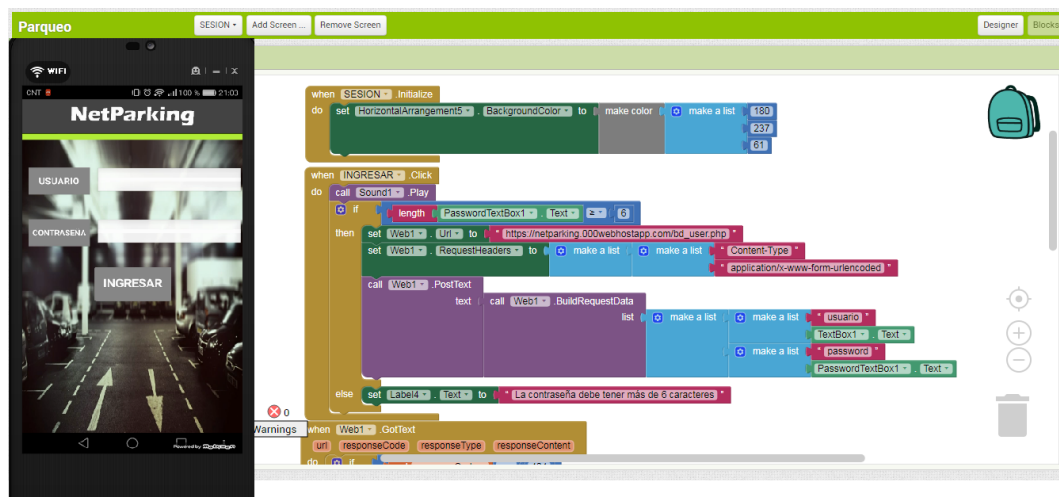 Parqueo
SESION
Add Screen ...
Remove Screen
Designer
Blocks
WIFI
CNT
100 % 21:03
NetParking
USUARIO
CONTRASEÑA
INGRESAR
Powered by
when SESION .Initialize
do set HorizontalArrangement5 . BackgroundColor to make color make a list 180
237
61
when INGRESAR .Click
do call Sound1 .Play
if length PasswordTextBox1 . Text ≥ 6
then set Web1 . Url to " https://netparking.000webhostapp.com/bd_user.php "
set Web1 . RequestHeaders to make a list make a list " Content-Type "
" application/x-www-form-urlencoded "
call Web1 .PostText
text call Web1 .BuildRequestData
list make a list make a list " usuario "
TextBox1 . Text
make a list " password "
PasswordTextBox1 . Text
else set Label4 . Text to " La contraseña debe tener más de 6 caracteres "
0
Warnings
when Web1 .GotText
url responseCode responseType responseContent
do if